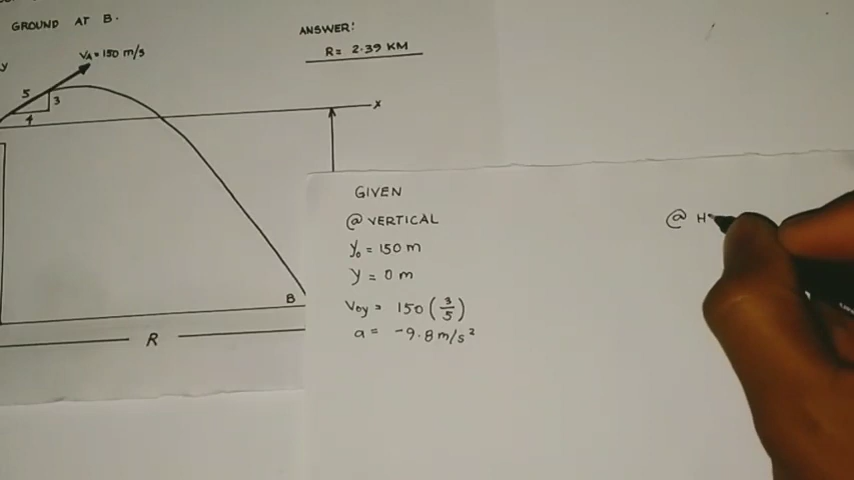 GROUND AT B.
y
VA = 150 m/s
5
3
4
x
B
R
ANSWER:
R = 2.39 KM
GIVEN
@ VERTICAL
y₀ = 150 m
y = 0 m
V₀y = 150 (3/5)
a = -9.8 m/s²
@ H